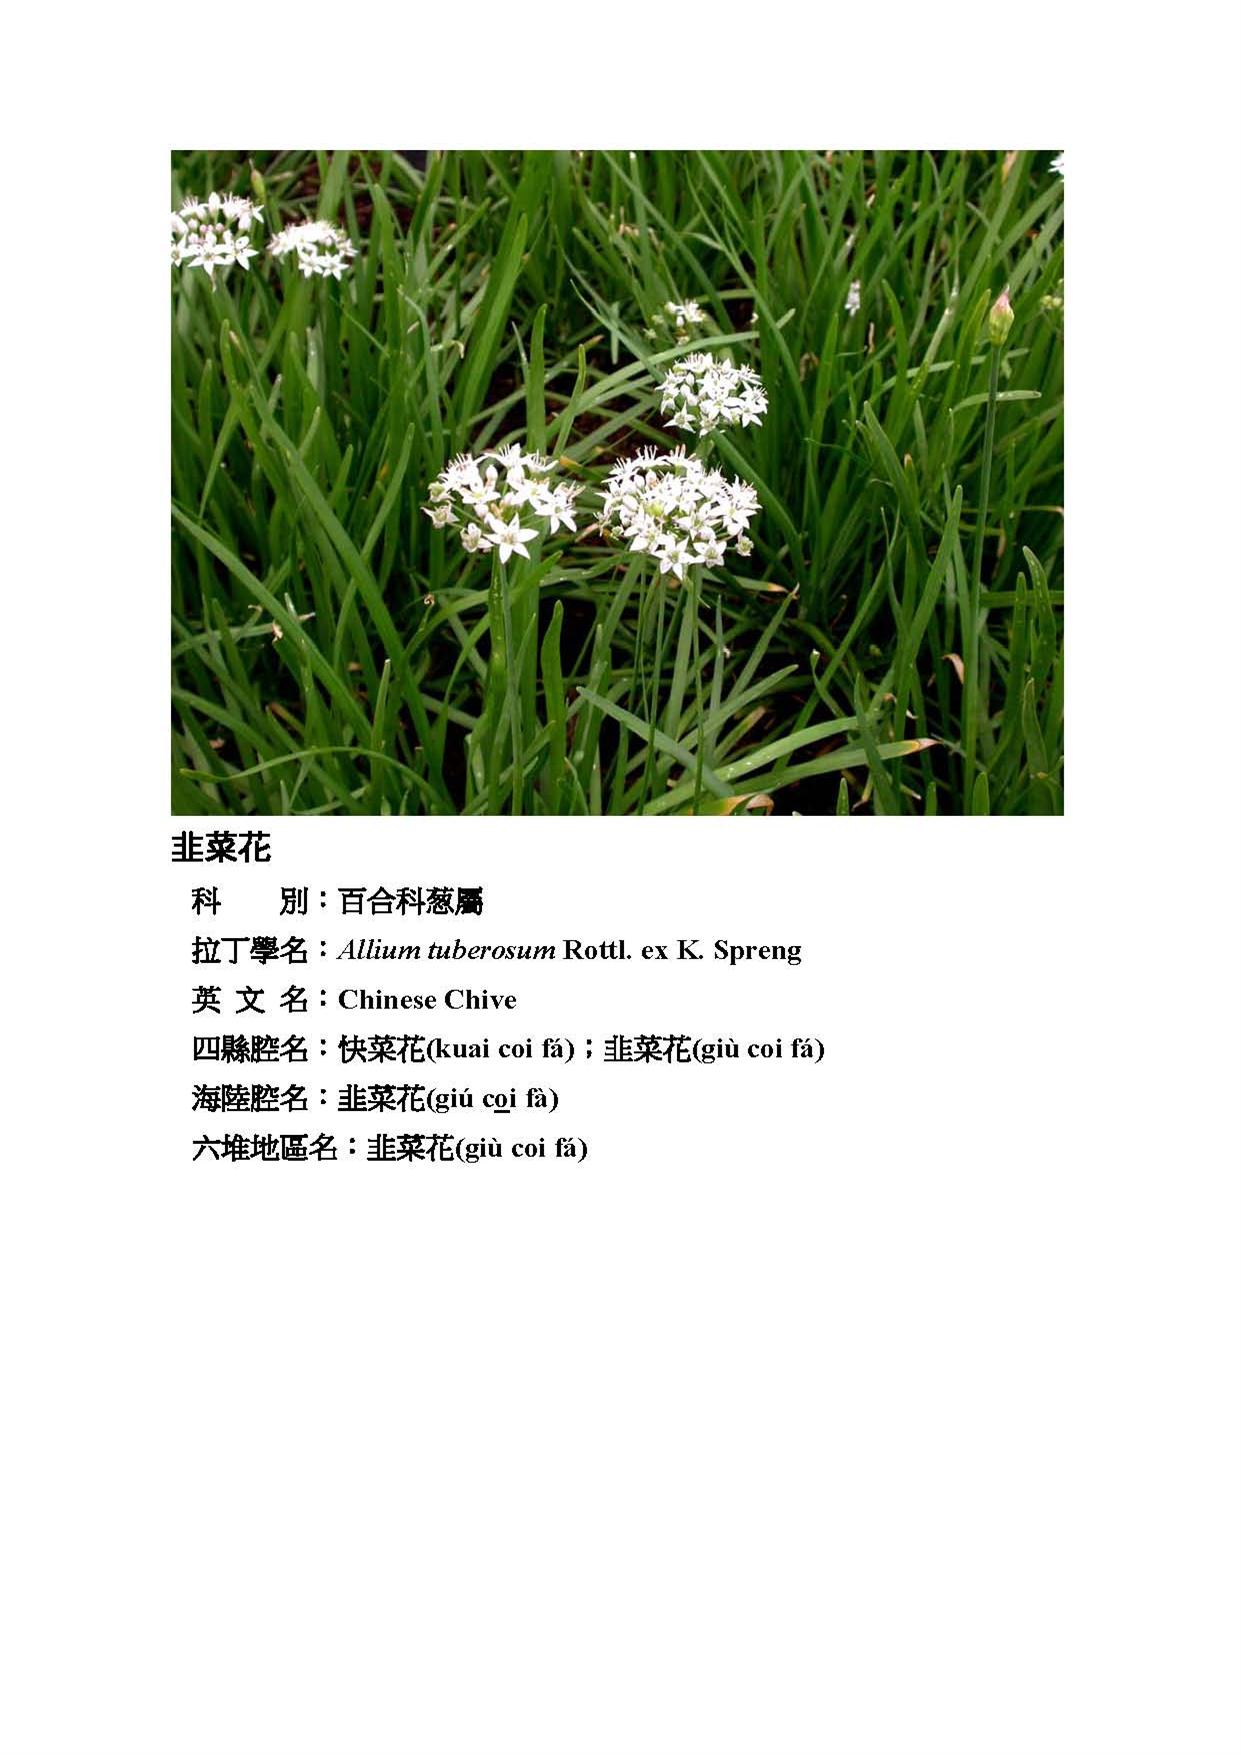 韭菜花
科　　別：百合科葱屬
拉丁學名：Allium tuberosum Rottl. ex K. Spreng
英 文 名：Chinese Chive
四縣腔名：快菜花(kuai coi fá)；韭菜花(giù coi fá)
海陸腔名：韭菜花(giú co̲i fà)
六堆地區名：韭菜花(giù coi fá)